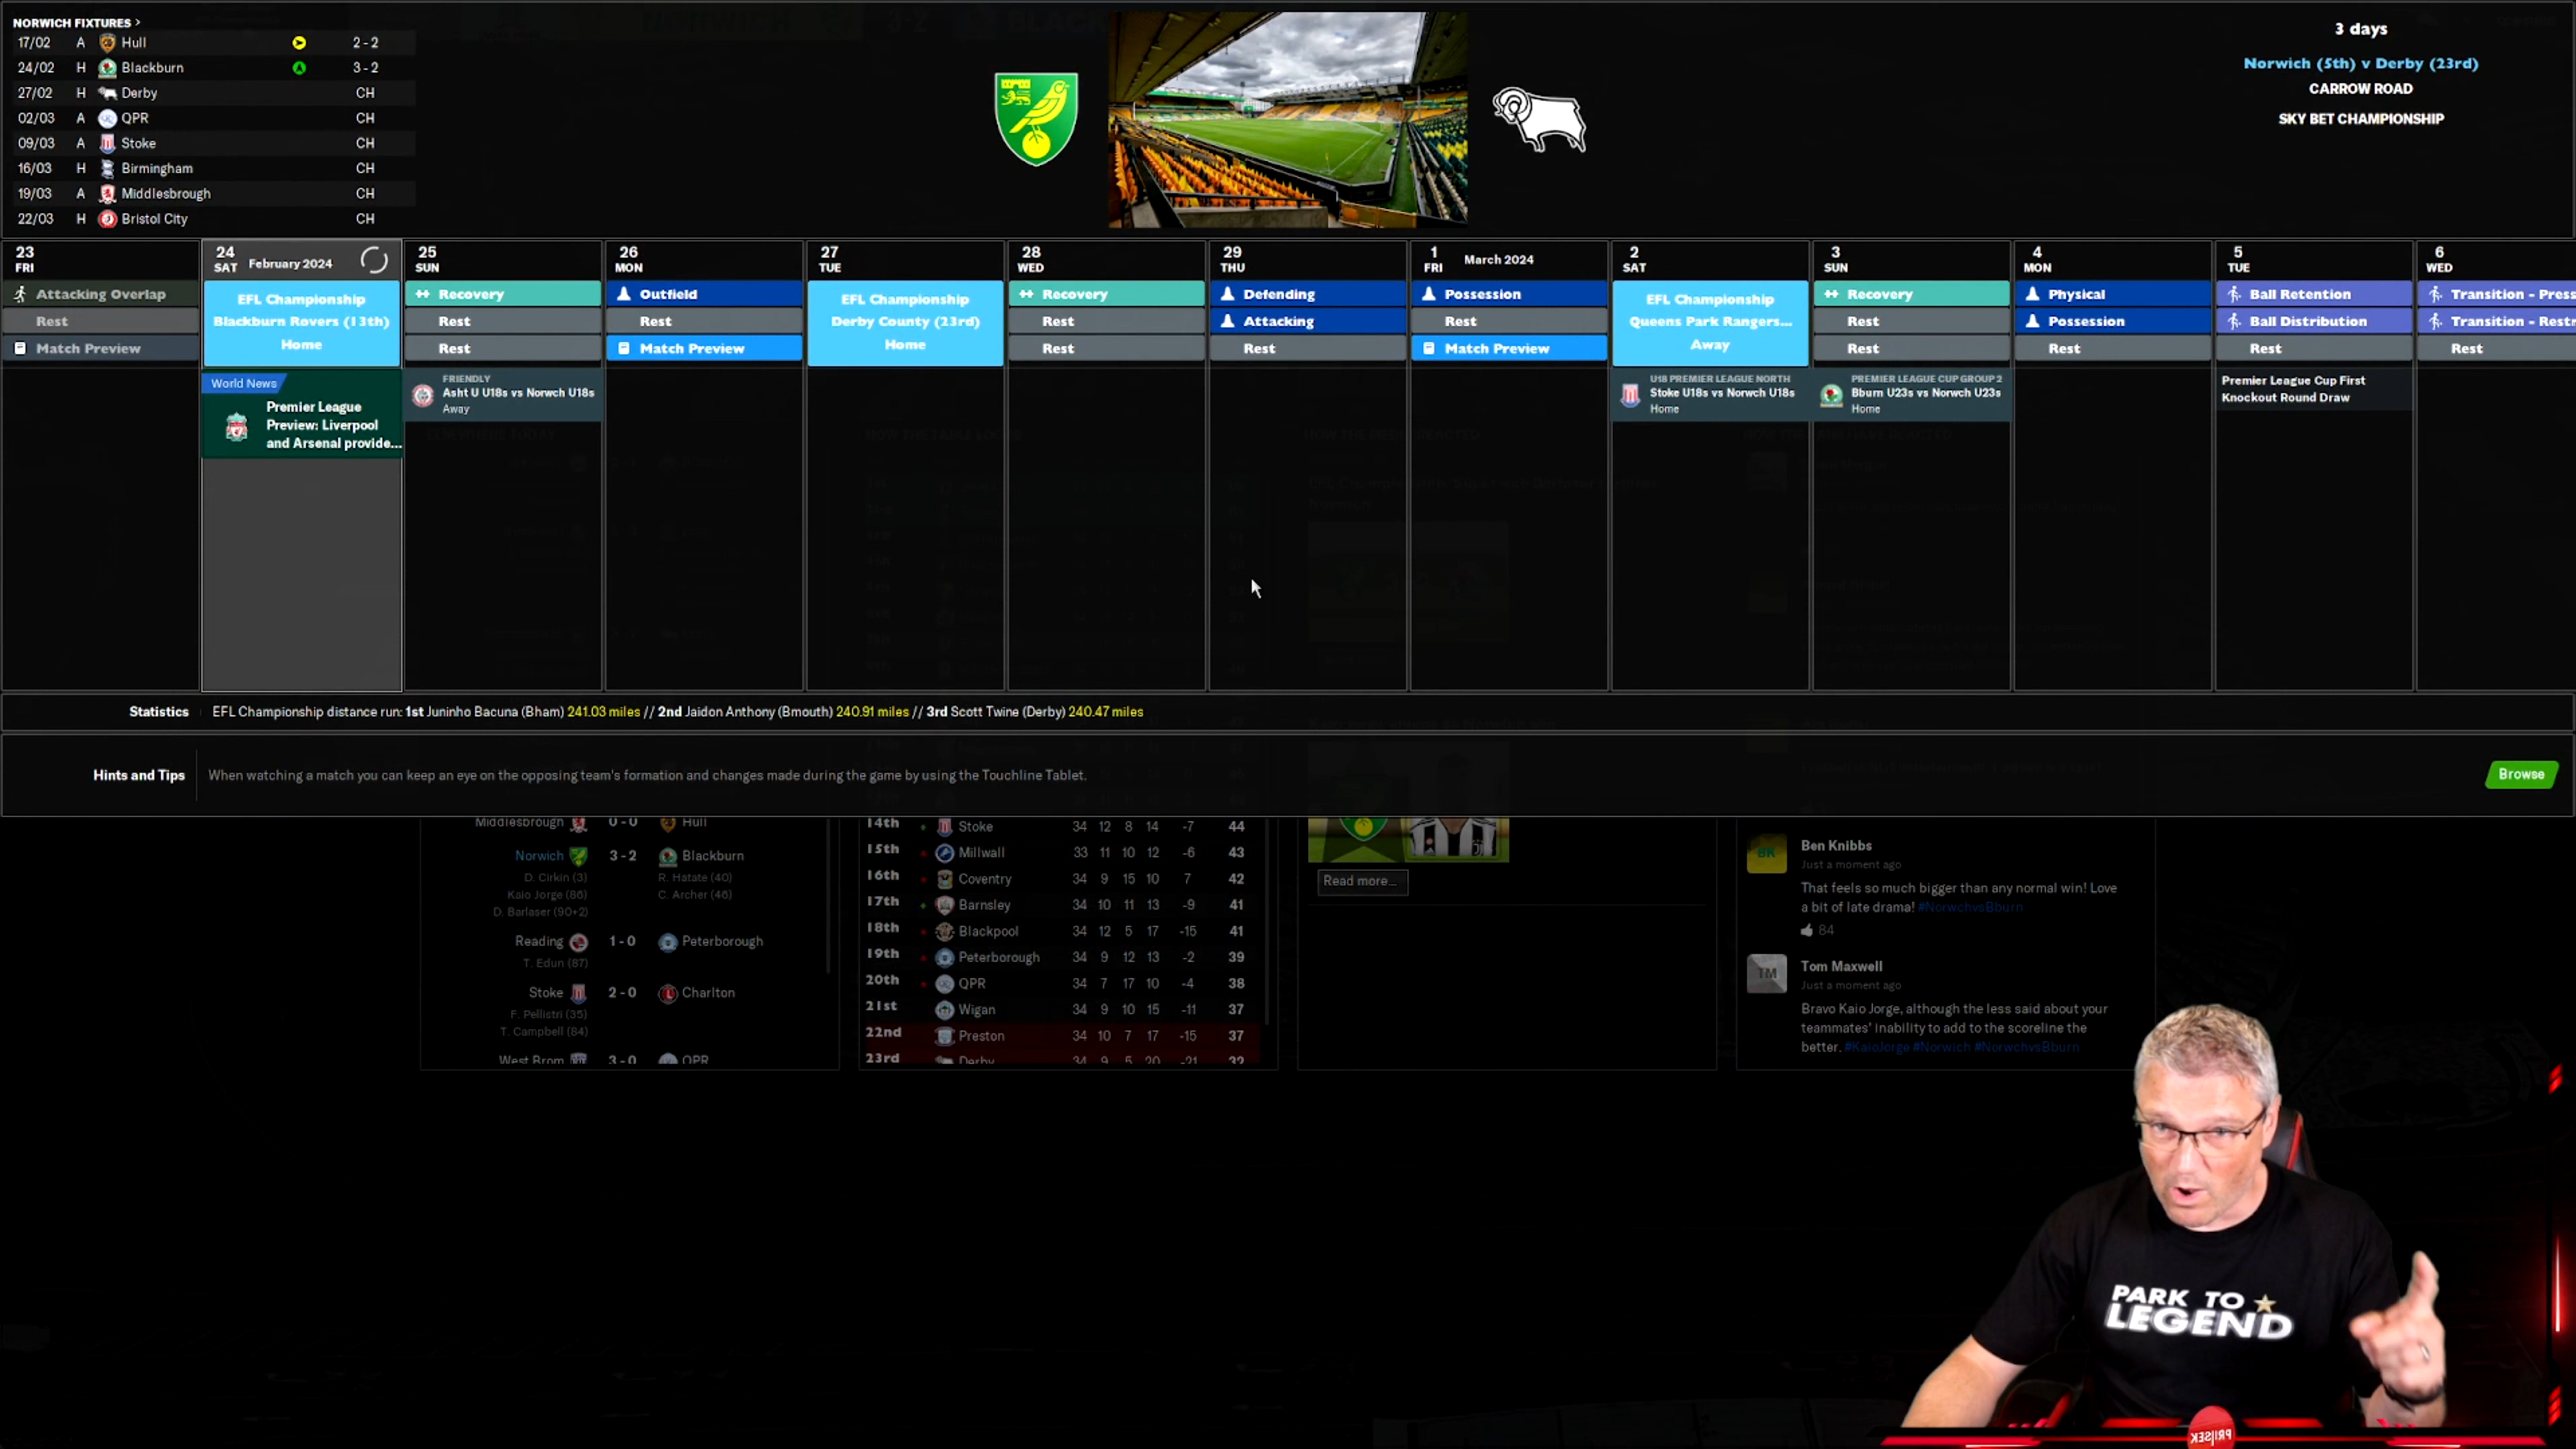 NORWICH FIXTURES >
17/02 A Hull 2 - 2
24/02 H Blackburn 3 - 2
27/02 H Derby CH
02/03 A QPR CH
09/03 A Stoke CH
16/03 H Birmingham CH
19/03 A Middlesbrough CH
22/03 H Bristol City CH
3 days
Norwich (5th) v Derby (23rd)
CARROW ROAD
SKY BET CHAMPIONSHIP
23 FRI
Attacking Overlap
Rest
Match Preview
24 SAT February 2024
EFL Championship
Blackburn Rovers (13th)
Home
World News
Premier League
Preview: Liverpool
and Arsenal provide...
25 SUN
Recovery
Rest
Rest
FRIENDLY
Asht U U18s vs Norwch U18s
Away
26 MON
Outfield
Rest
Match Preview
27 TUE
EFL Championship
Derby County (23rd)
Home
28 WED
Recovery
Rest
Rest
29 THU
Defending
Attacking
Rest
1 FRI March 2024
Possession
Rest
Match Preview
2 SAT
EFL Championship
Queens Park Rangers...
Away
U18 PREMIER LEAGUE NORTH
Stoke U18s vs Norwch U18s
Home
3 SUN
Recovery
Rest
Rest
PREMIER LEAGUE CUP GROUP 2
Bburn U23s vs Norwch U23s
Home
4 MON
Physical
Possession
Rest
5 TUE
Ball Retention
Ball Distribution
Rest
Premier League Cup First
Knockout Round Draw
6 WED
Transition - Press
Transition - Restr
Rest
Statistics EFL Championship distance run: 1st Juninho Bacuna (Bham) 241.03 miles // 2nd Jaidon Anthony (Bmouth) 240.91 miles // 3rd Scott Twine (Derby) 240.47 miles
Hints and Tips When watching a match you can keep an eye on the opposing team's formation and changes made during the game by using the Touchline Tablet.
Browse
Middlesbrough 0-0 Hull
Norwich 3-2 Blackburn
D. Cirkin (3) R. Hatate (40)
Kaio Jorge (86) C. Archer (46)
D. Barlaser (90+2)
Reading 1-0 Peterborough
T. Edun (87)
Stoke 2-0 Charlton
F. Pellistri (35)
T. Campbell (84)
West Brom 3-0 QPR
14th Stoke 34 12 8 14 -7 44
15th Millwall 33 11 10 12 -6 43
16th Coventry 34 9 15 10 7 42
17th Barnsley 34 10 11 13 -9 41
18th Blackpool 34 12 5 17 -15 41
19th Peterborough 34 9 12 13 -2 39
20th QPR 34 7 17 10 -4 38
21st Wigan 34 9 10 15 -11 37
22nd Preston 34 10 7 17 -15 37
23rd Derby 34 9 5 20 -21 32
Read more...
BK
Ben Knibbs
Just a moment ago
That feels so much bigger than any normal win! Love
a bit of late drama! #NorwchvsBburn
84
TM
Tom Maxwell
Just a moment ago
Bravo Kaio Jorge, although the less said about your
teammates' inability to add to the scoreline the
better. #KaioJorge #Norwich #NorwchvsBburn
PARK TO
LEGEND